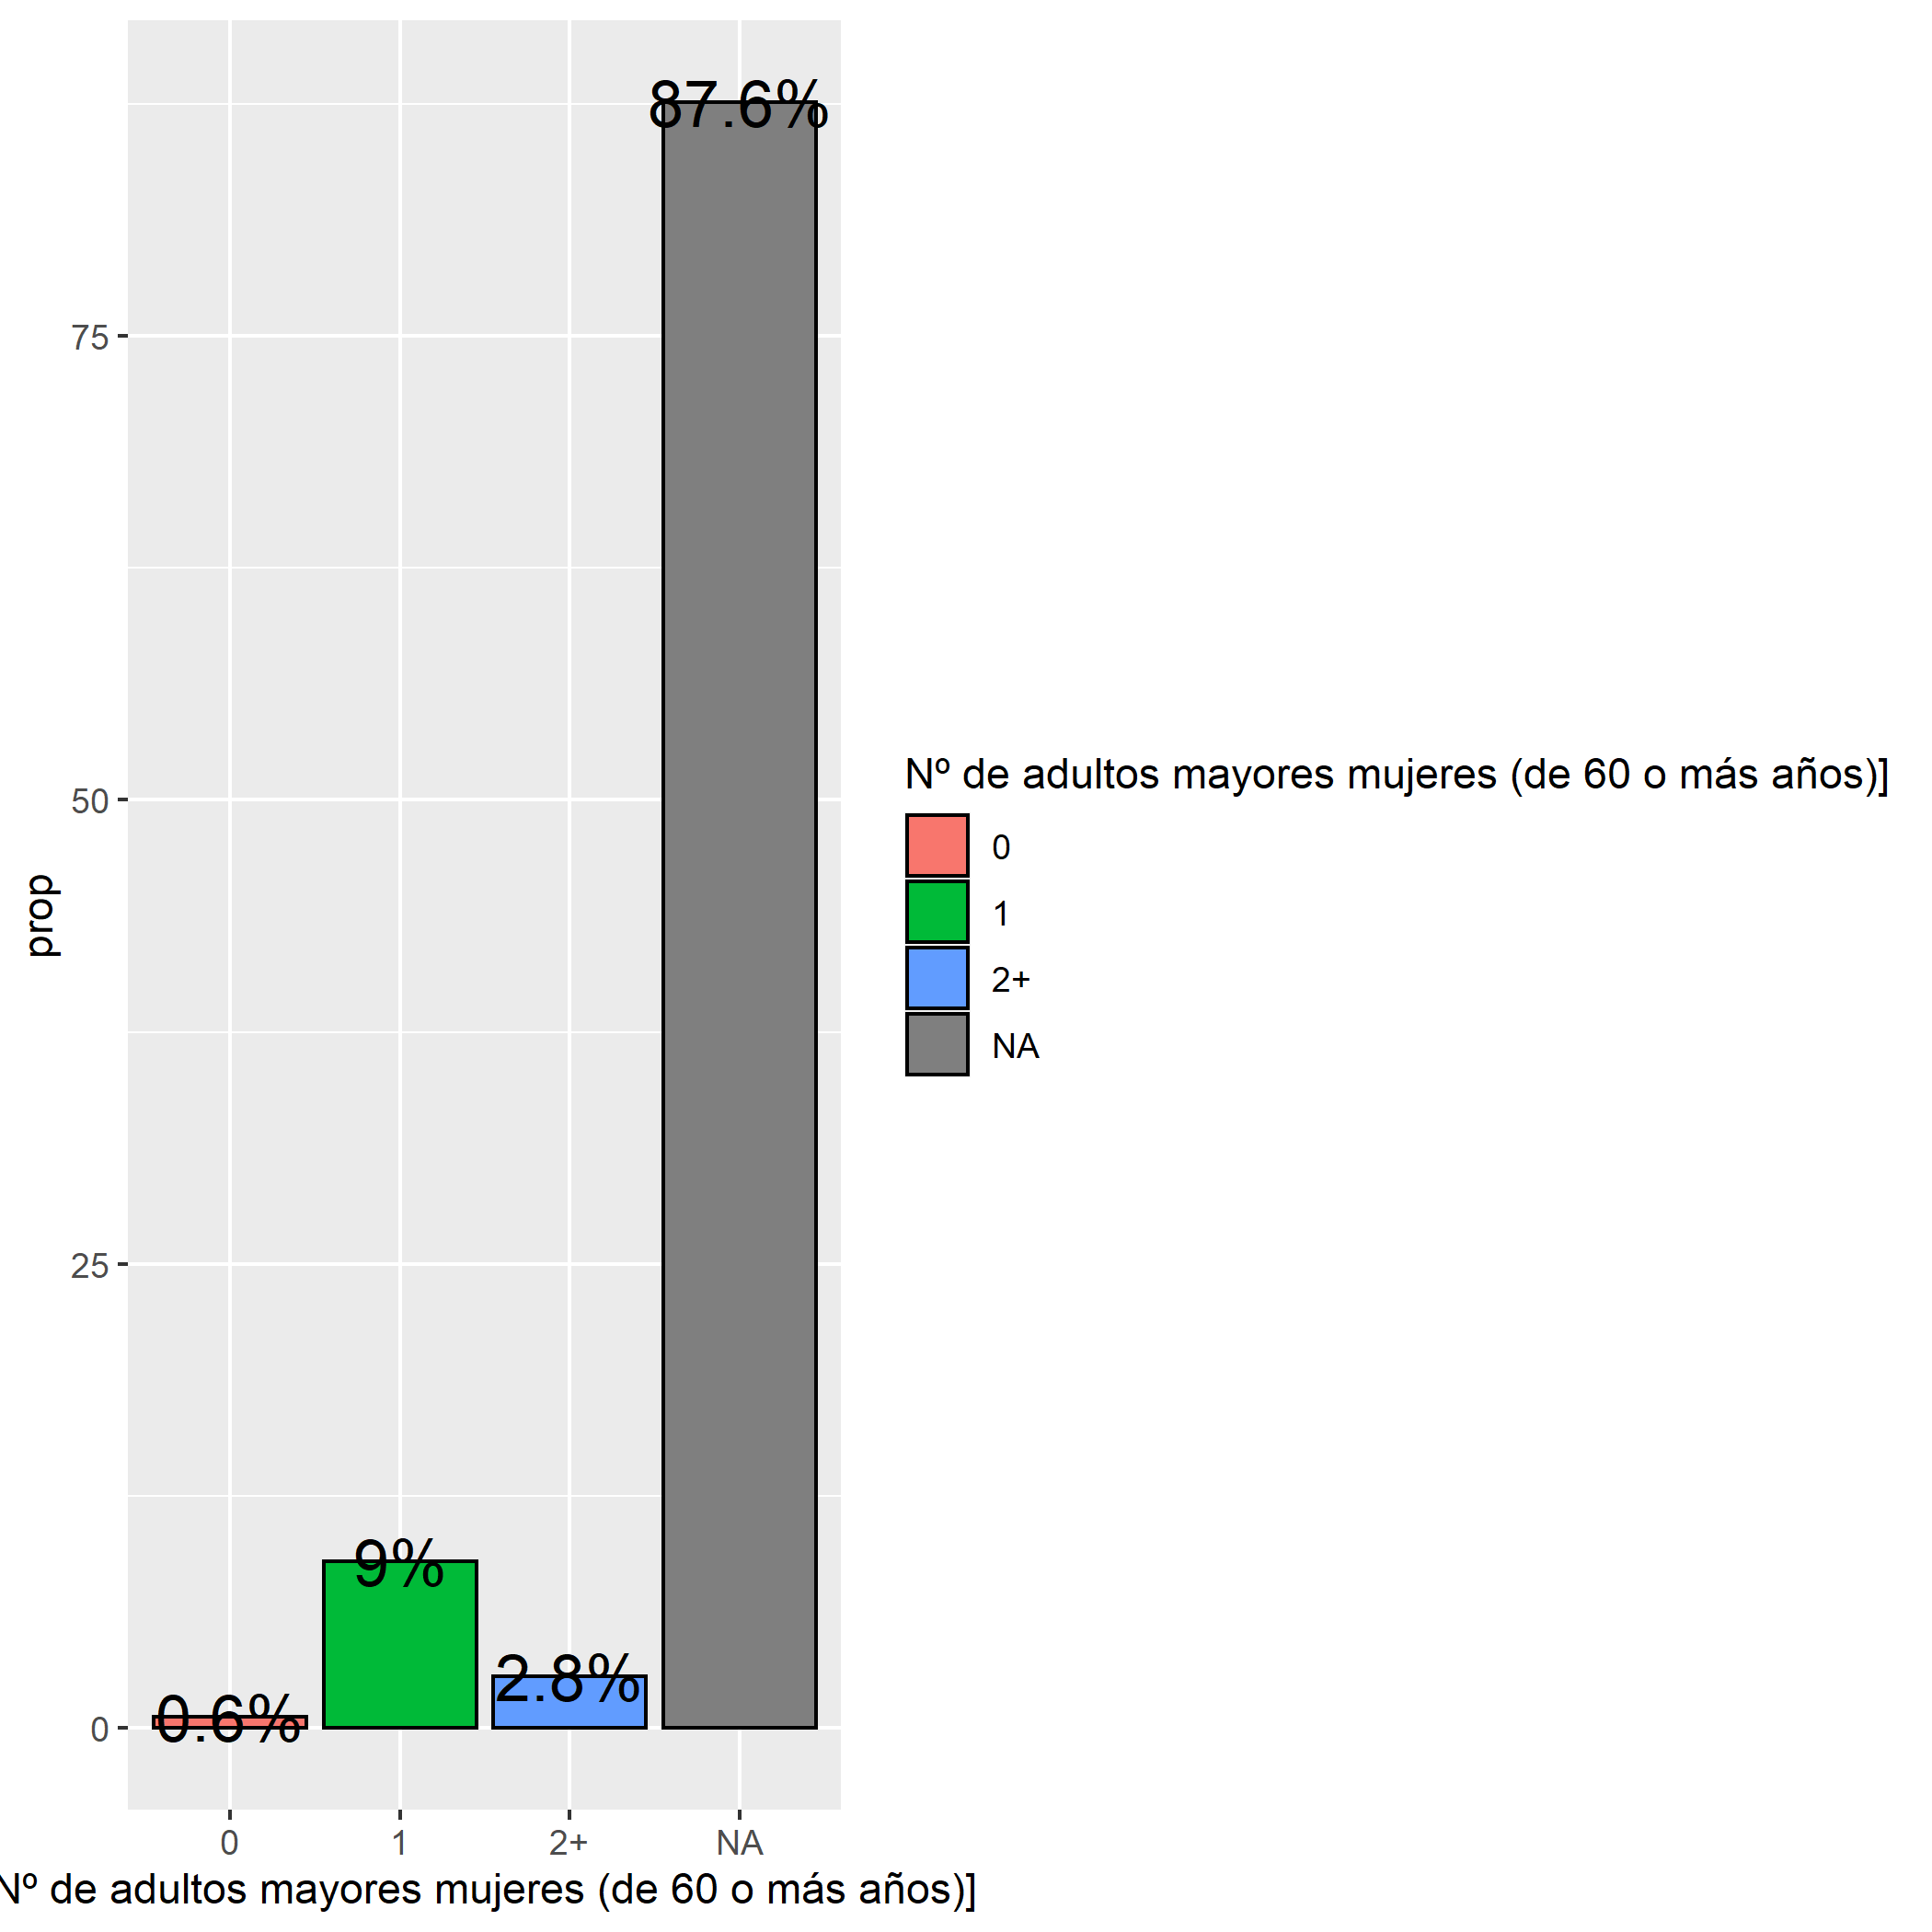 87.6%
75
50
25
0
prop
9%
2.8%
0.6%
0
1
2+
NA
Nº de adultos mayores mujeres (de 60 o más años)]
Nº de adultos mayores mujeres (de 60 o más años)]
0
1
2+
NA